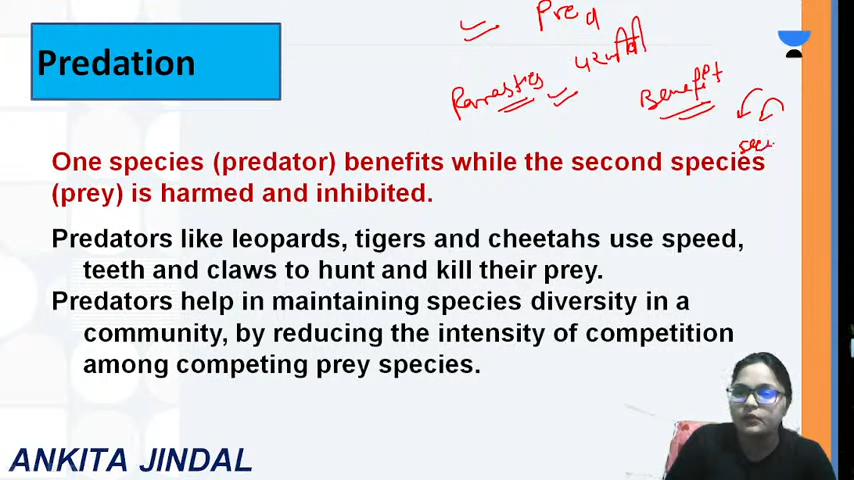 Pred
Parasites
Benefit
Predation
One species (predator) benefits while the second species
(prey) is harmed and inhibited.
Predators like leopards, tigers and cheetahs use speed,
teeth and claws to hunt and kill their prey.
Predators help in maintaining species diversity in a
community, by reducing the intensity of competition
among competing prey species.
ANKITA JINDAL